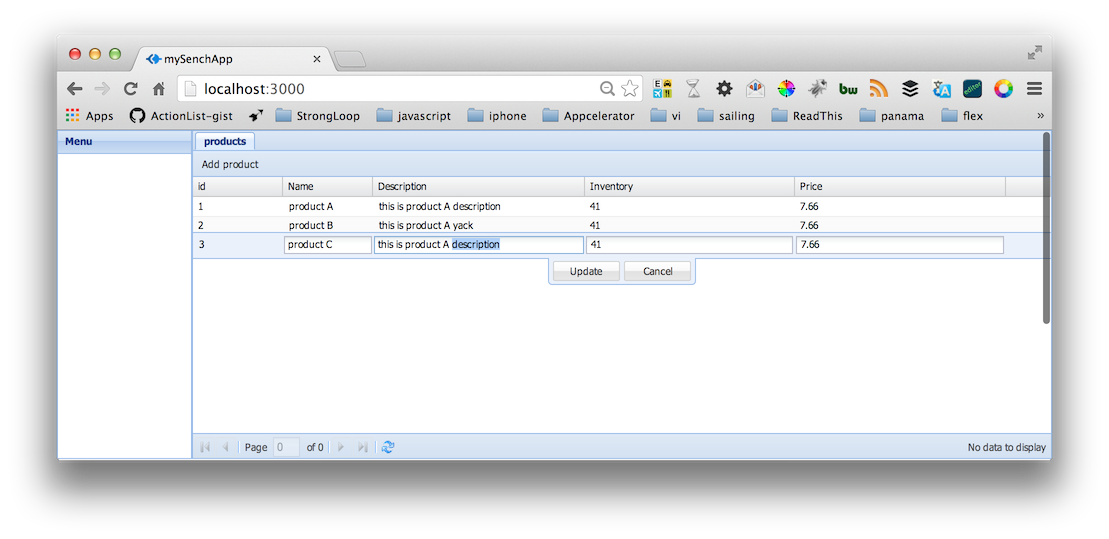 mySenchApp
localhost:3000
bw
editor
Apps ActionList-gist StrongLoop javascript iphone Appcelerator vi sailing ReadThis panama flex »
Menu
products
Add product
id Name Description Inventory Price
1 product A this is product A description 41 7.66
2 product B this is product A yack 41 7.66
3 product C this is product A description 41 7.66
Update Cancel
Page 0 of 0 No data to display